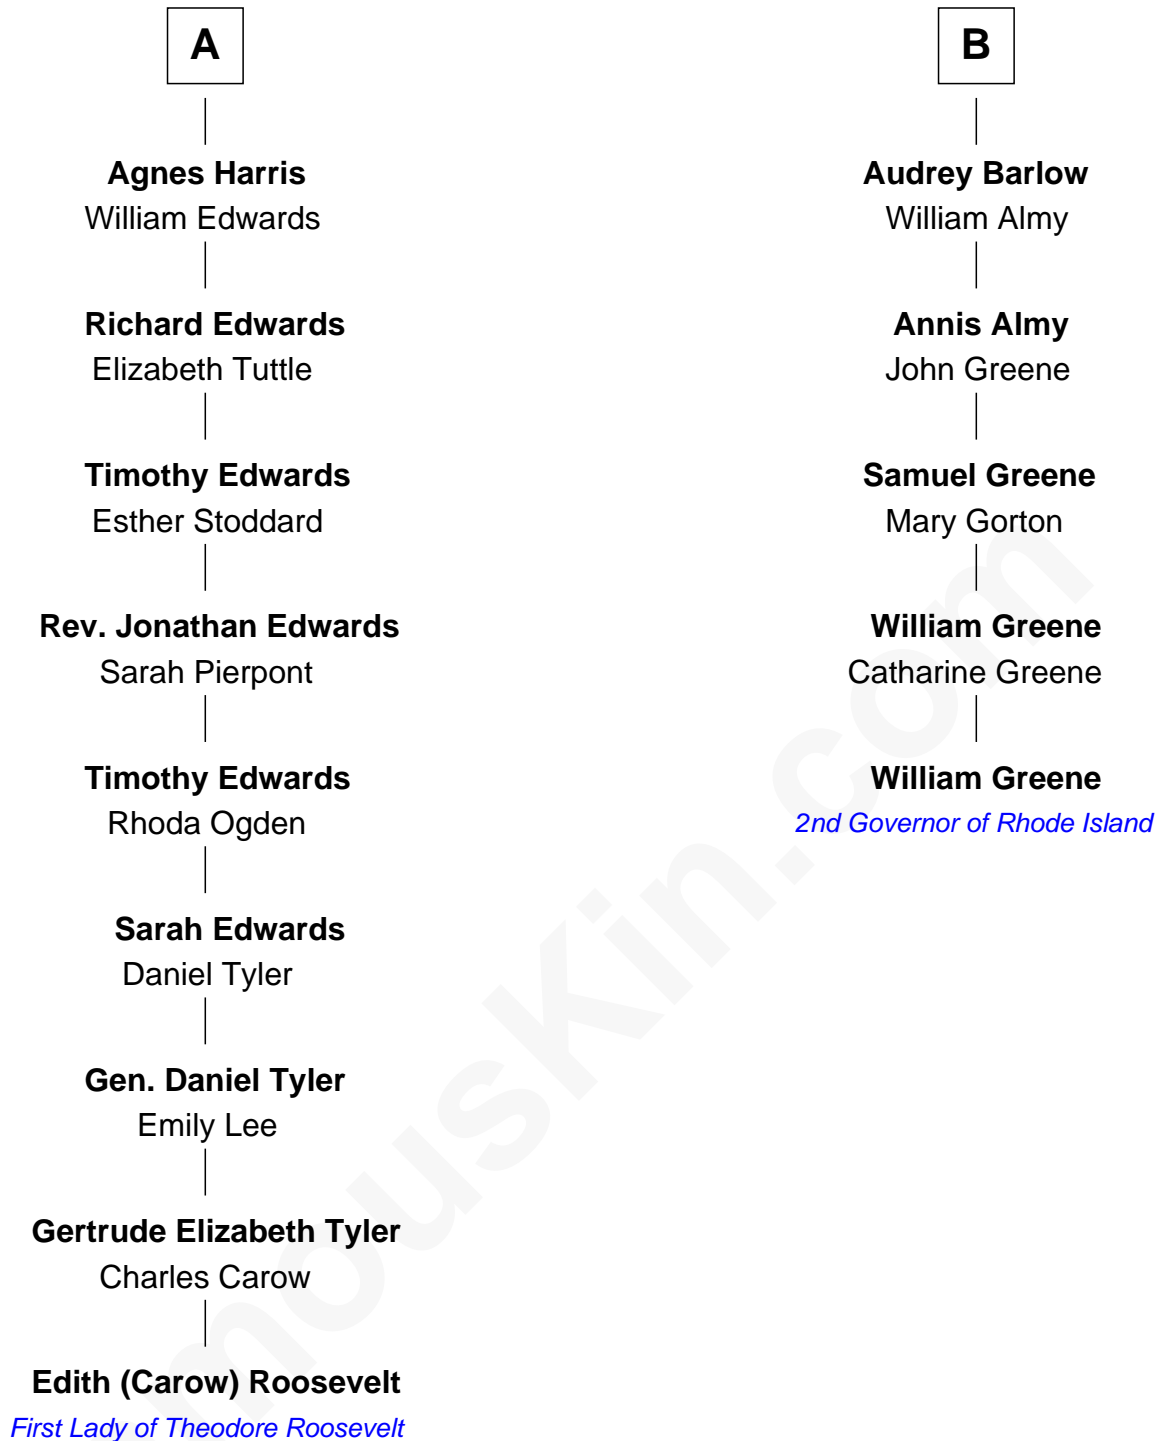 A
Agnes Harris
William Edwards
Richard Edwards
Elizabeth Tuttle
Timothy Edwards
Esther Stoddard
Rev. Jonathan Edwards
Sarah Pierpont
Timothy Edwards
Rhoda Ogden
Sarah Edwards
Daniel Tyler
Gen. Daniel Tyler
Emily Lee
Gertrude Elizabeth Tyler
Charles Carow
Edith (Carow) Roosevelt
First Lady of Theodore Roosevelt
B
Audrey Barlow
William Almy
Annis Almy
John Greene
Samuel Greene
Mary Gorton
William Greene
Catharine Greene
William Greene
2nd Governor of Rhode Island
mousKin.com